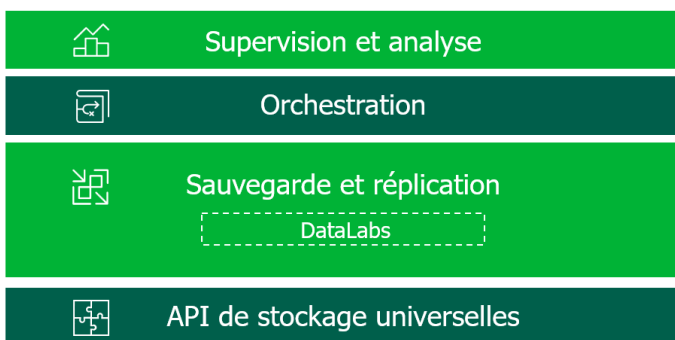 Supervision et analyse
Orchestration
Sauvegarde et réplication
DataLabs
API de stockage universelles